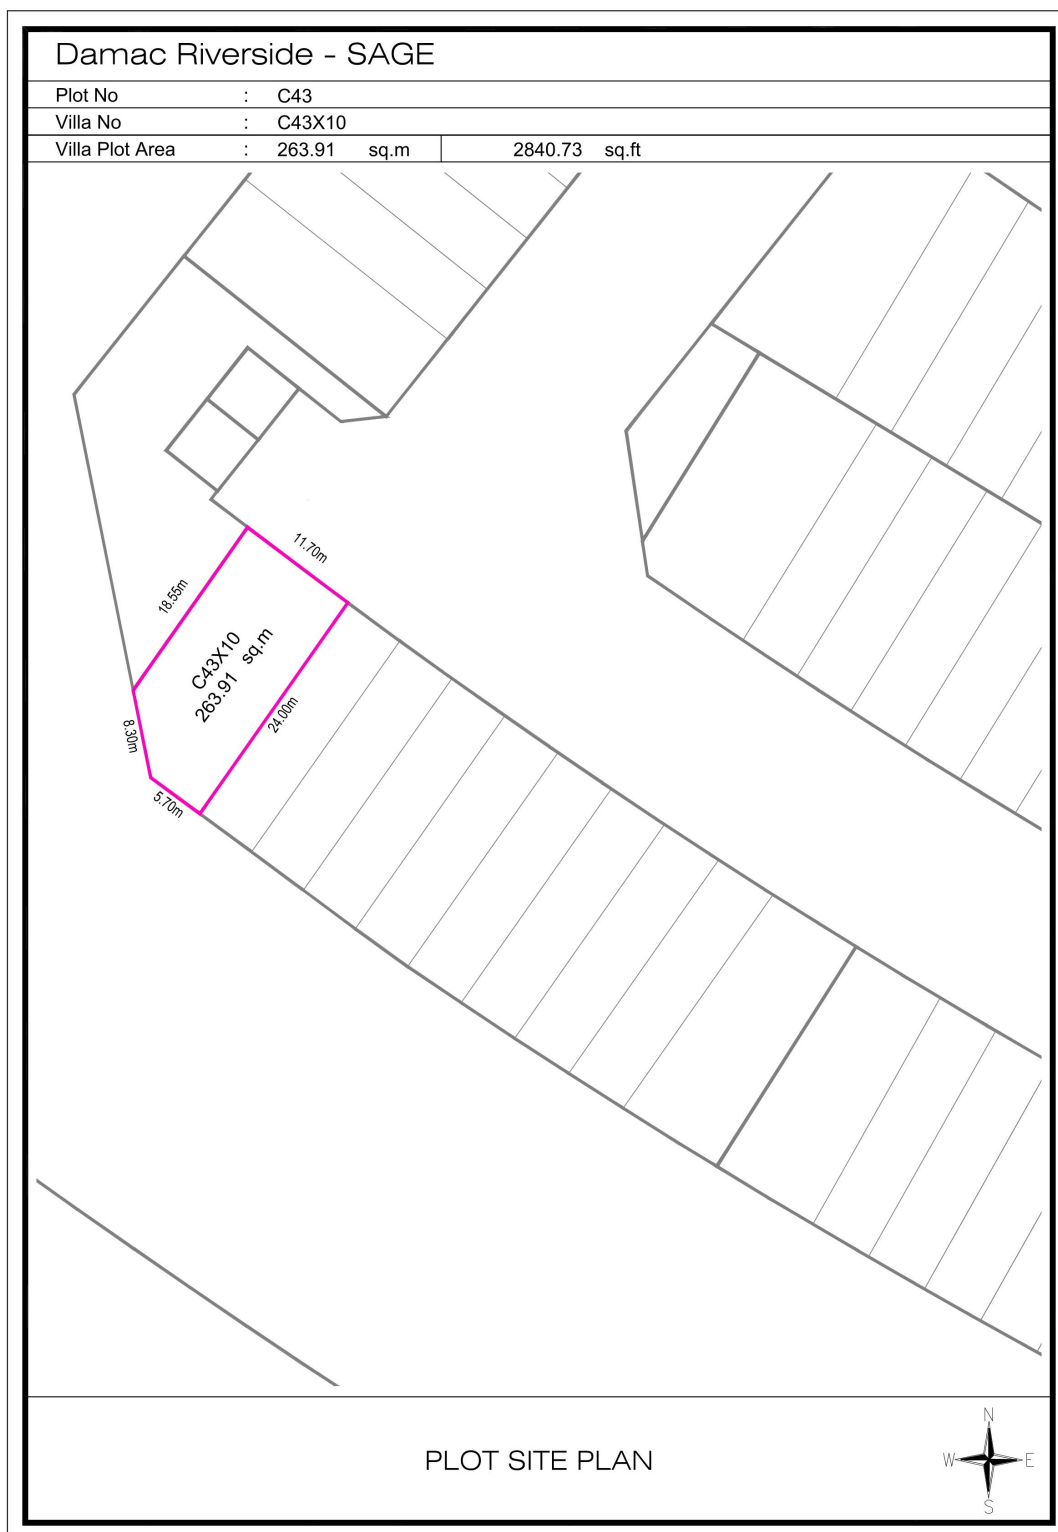 Damac Riverside - SAGE
Plot No : C43
Villa No : C43X10
Villa Plot Area : 263.91 sq.m 2840.73 sq.ft
11.70m
18.55m
C43X10
263.91 sq.m
24.00m
8.30m
5.70m
N
W E
S
PLOT SITE PLAN